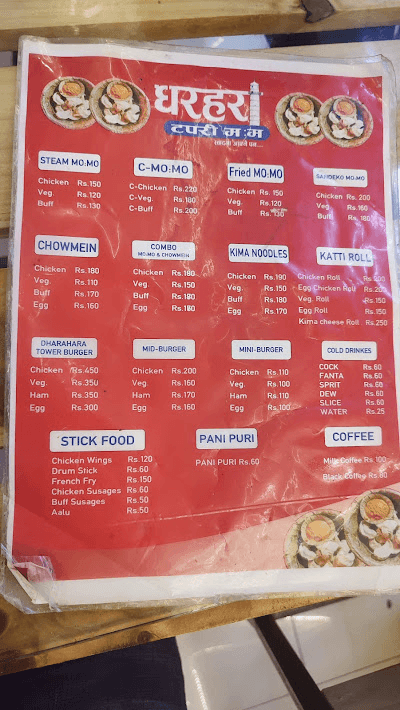 धरहरा
टपरी म:म
STEAM MO:MO
Chicken Rs.150
Veg. Rs.120
Buff Rs.130
C-MO:MO
C-Chicken Rs.220
C-Veg. Rs.180
C-Buff Rs.200
Fried MO:MO
Chicken Rs. 150
Veg. Rs.120
Buff
SANDEKO MO:MO
Chicken Rs. 200
Veg. Rs.160
Buff Rs. 180
CHOWMEIN
Chicken Rs.180
Veg. Rs.110
Buff Rs.170
Egg Rs.160
COMBO
MO:MO & CHOWMEIN
Chicken Rs.180
Veg. Rs.150
Buff Rs.180
Egg Rs.160
KIMA NOODLES
Chicken Rs.190
Veg. Rs.150
Buff Rs.180
Egg Rs.170
KATTI ROLL
Chicken Roll Rs.200
Egg Chicken Roll
Veg. Roll Rs.150
Egg Roll Rs.150
Kima cheese Roll Rs.250
DHARAHARA
TOWER BURGER
Chicken Rs.450
Veg. Rs.350
Ham Rs.350
Egg Rs.300
MID-BURGER
Chicken Rs.200
Veg Rs.160
Ham Rs.170
Egg Rs.160
MINI-BURGER
Chicken Rs.110
Veg Rs.100
Ham Rs.110
Egg Rs.100
COLD DRINKES
COCK Rs.60
FANTA Rs.60
SPRIT Rs.60
DEW Rs.60
SLICE Rs.60
WATER Rs.25
STICK FOOD
Chicken Wings Rs.120
Drum Stick Rs.60
French Fry Rs.150
Chicken Susages Rs.60
Buff Susages Rs.50
Aalu Rs.50
PANI PURI
PANI PURI Rs.60
COFFEE
Milk Coffee Rs.100
Black Coffee Rs.80